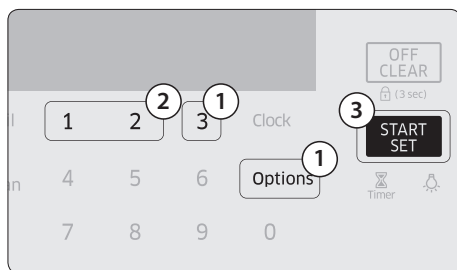 OFF
CLEAR
(3 sec)
2 1
1 2 3 Clock
3
START
SET
1
4 5 6 Options
Timer
7 8 9 0